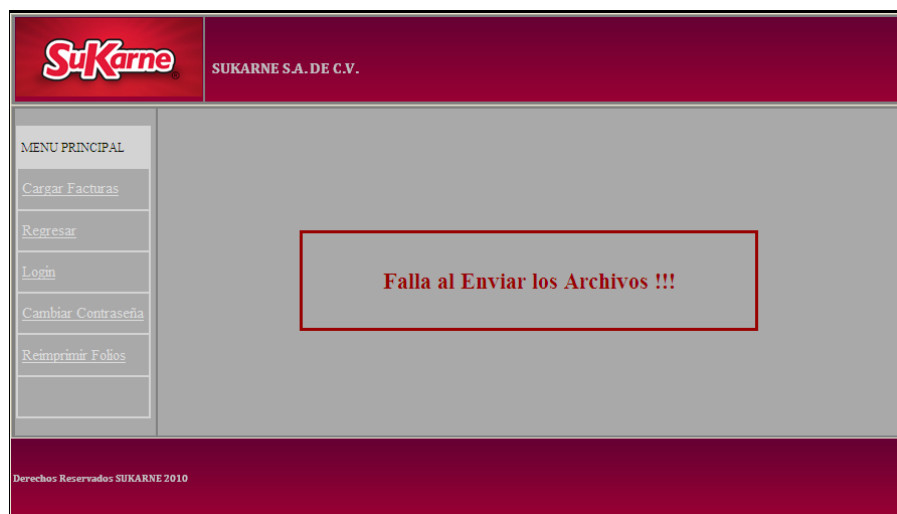 SuKarne®
SUKARNE S.A. DE C.V.
MENU PRINCIPAL
Cargar Facturas
Regresar
Login
Cambiar Contraseña
Reimprimir Folios
Falla al Enviar los Archivos !!!
Derechos Reservados SUKARNE 2010